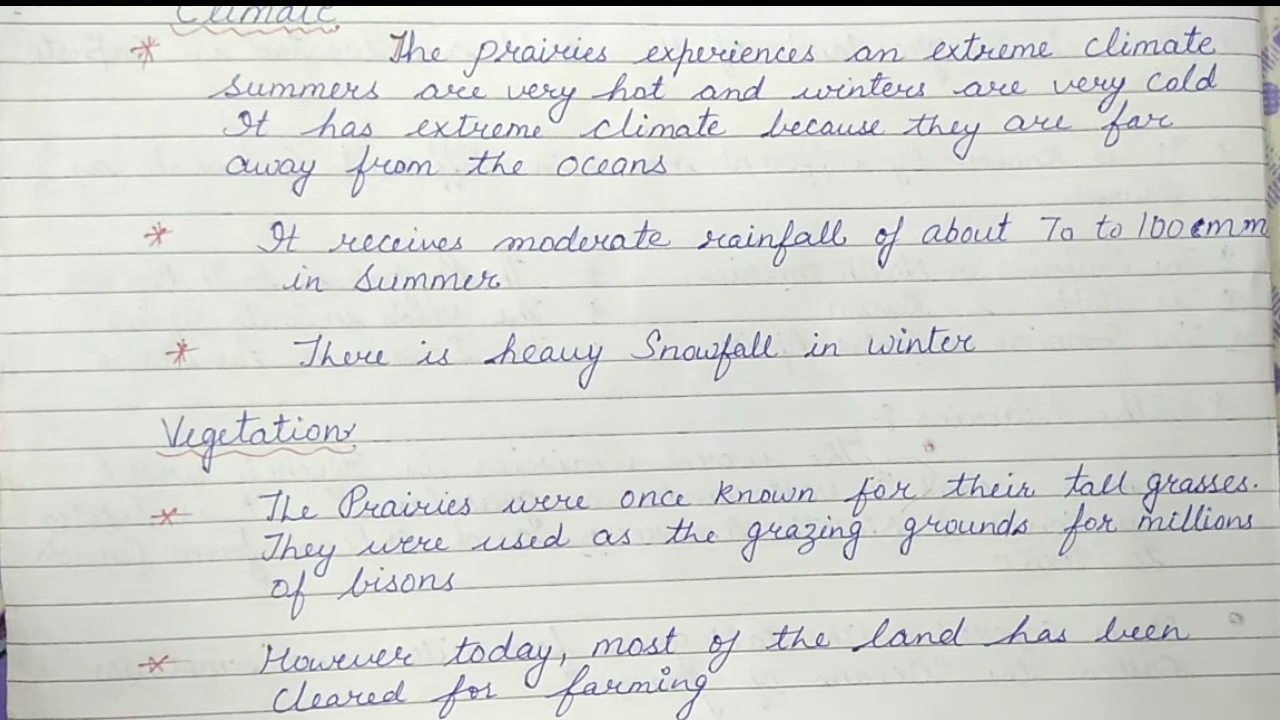 Climate
* The prairies experiences an extreme climate
summers are very hot and winters are very cold
It has extreme climate because they are far
away from the oceans
* It receives moderate rainfall of about 70 to 100 cmm
in summer
* There is heavy Snowfall in winter
Vegetation
* The Prairies were once known for their tall grasses.
They were used as the grazing grounds for millions
of bisons
* However today, most of the land has been
cleared for farming